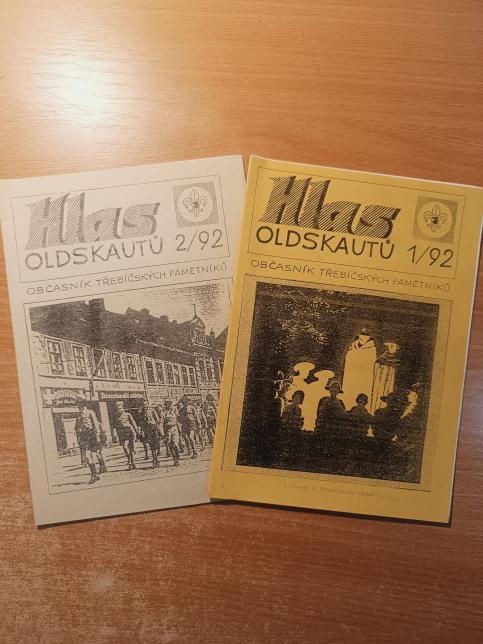 Hlas
OLDSKAUTŮ 2/92
OBČASNÍK TŘEBÍČSKÝCH PAMĚTNÍKŮ
Hlas
OLDSKAUTŮ 1/92
OBČASNÍK TŘEBÍČSKÝCH PAMĚTNÍKŮ